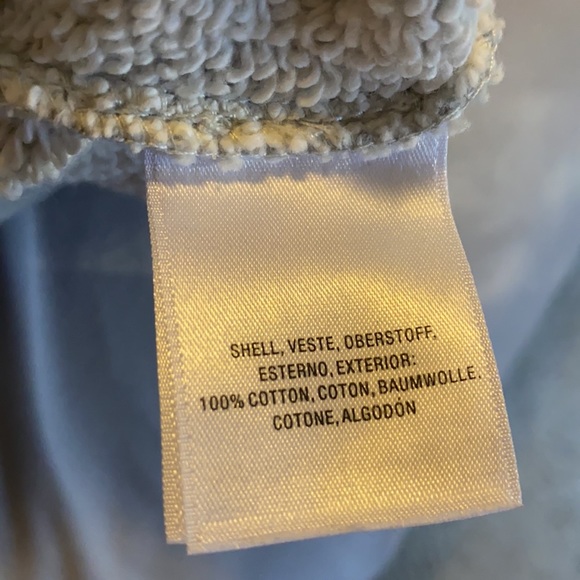 SHELL, VESTE, OBERSTOFF,
ESTERNO, EXTERIOR:
100% COTTON, COTON, BAUMWOLLE,
COTONE, ALGODÓN